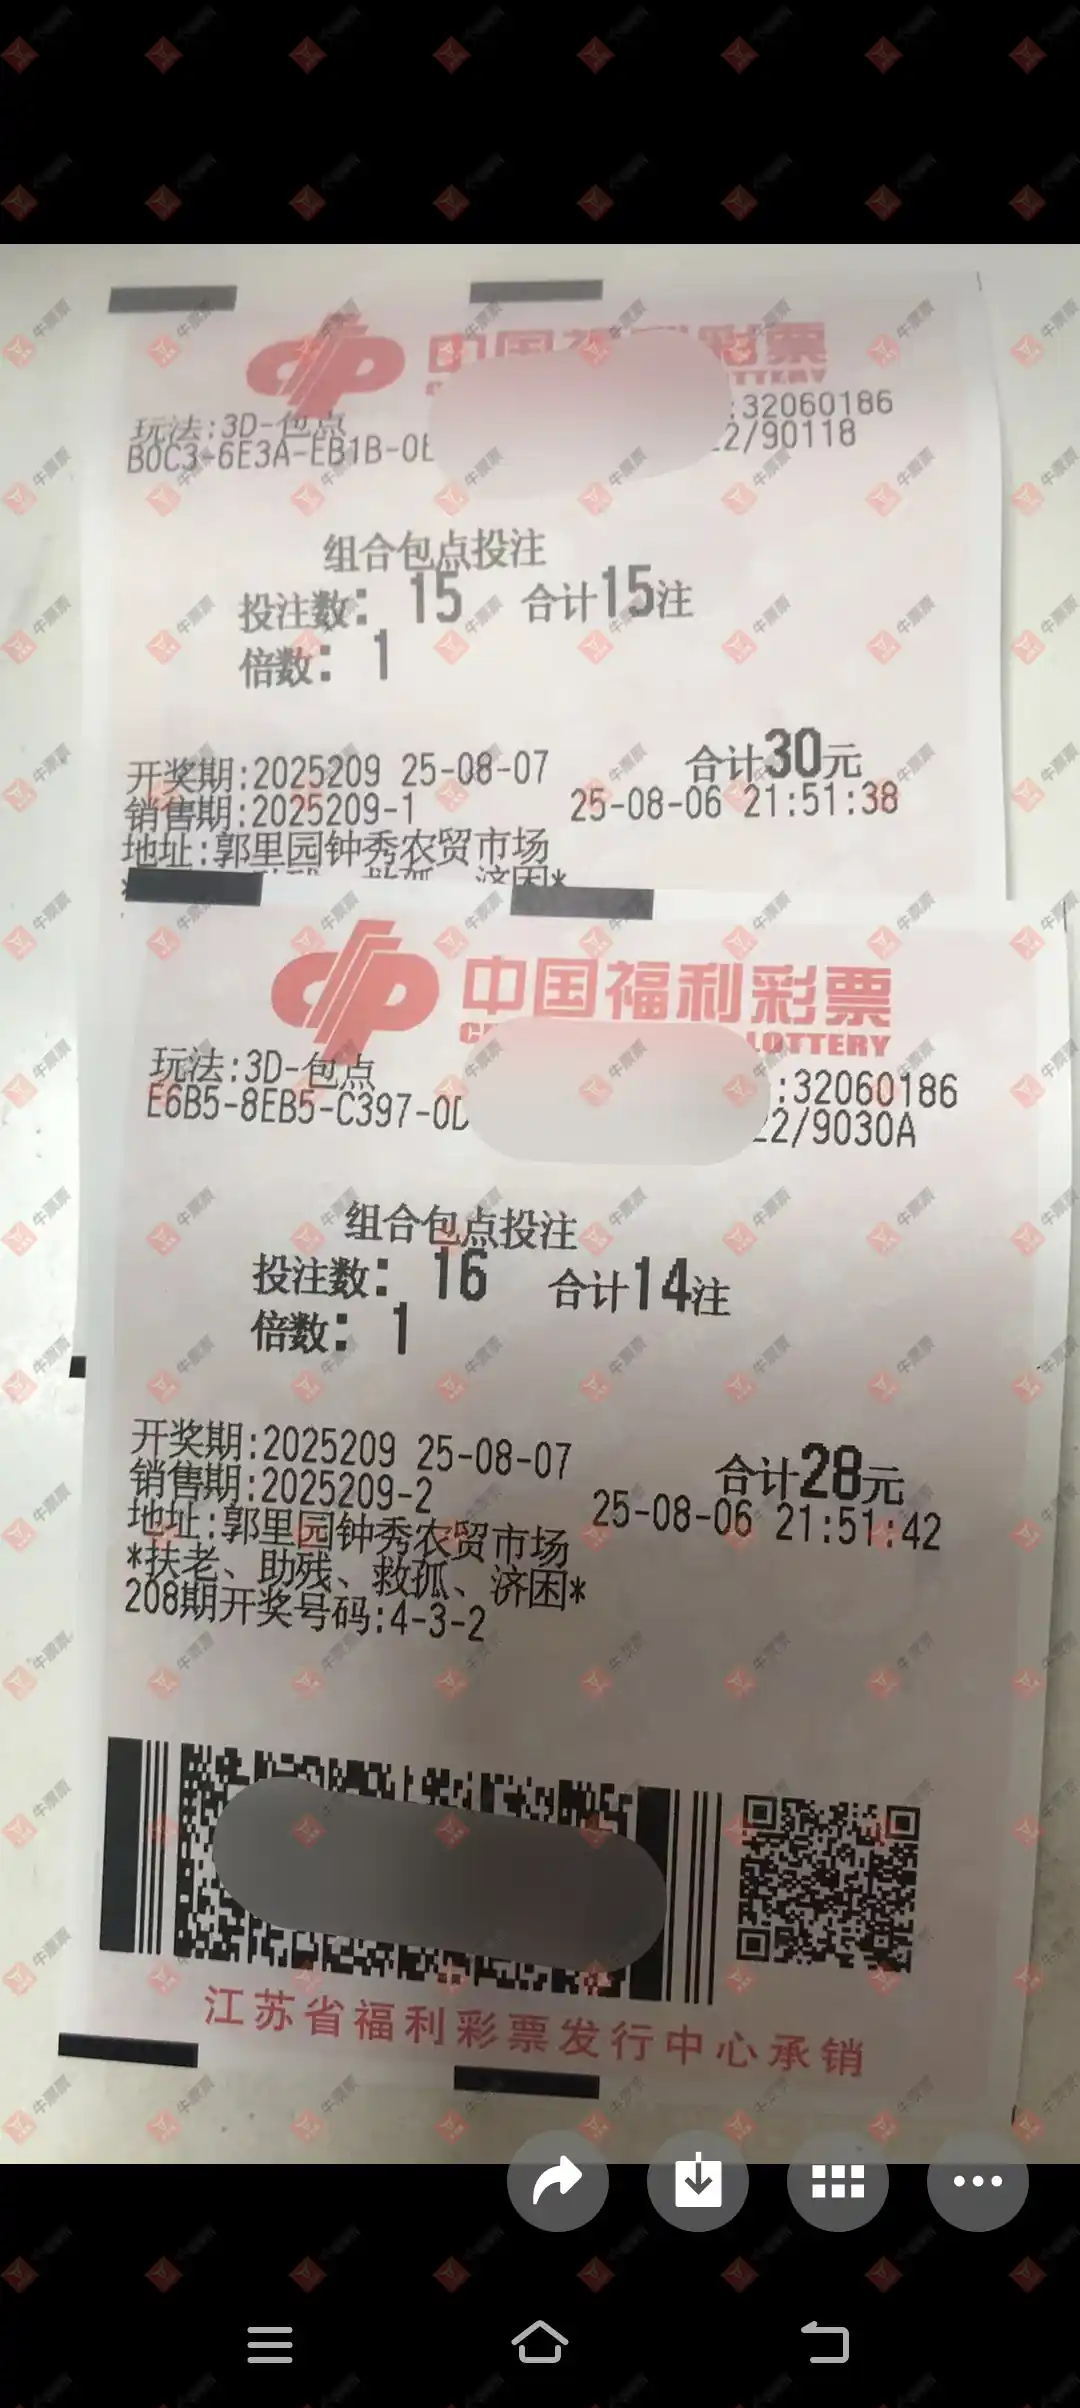 中国福利彩票
玩法:3D-包点
:32060186
B0C3-6E3A-EB1B-0E
22/90118
组合包点投注
投注数: 15 合计15注
倍数: 1
合计30元
开奖期:2025209 25-08-07
销售期:2025209-1 25-08-06 21:51:38
地址:郭里园钟秀农贸市场
中国福利彩票
LOTTERY
玩法:3D-包点
:32060186
E6B5-8EB5-C397-0D
22/9030A
组合包点投注
投注数: 16 合计14注
倍数: 1
开奖期:2025209 25-08-07 合计28元
销售期:2025209-2 25-08-06 21:51:42
地址:郭里园钟秀农贸市场
*扶老、助残、救孤、济困*
208期开奖号码:4-3-2
江苏省福利彩票发行中心承销
牛票票